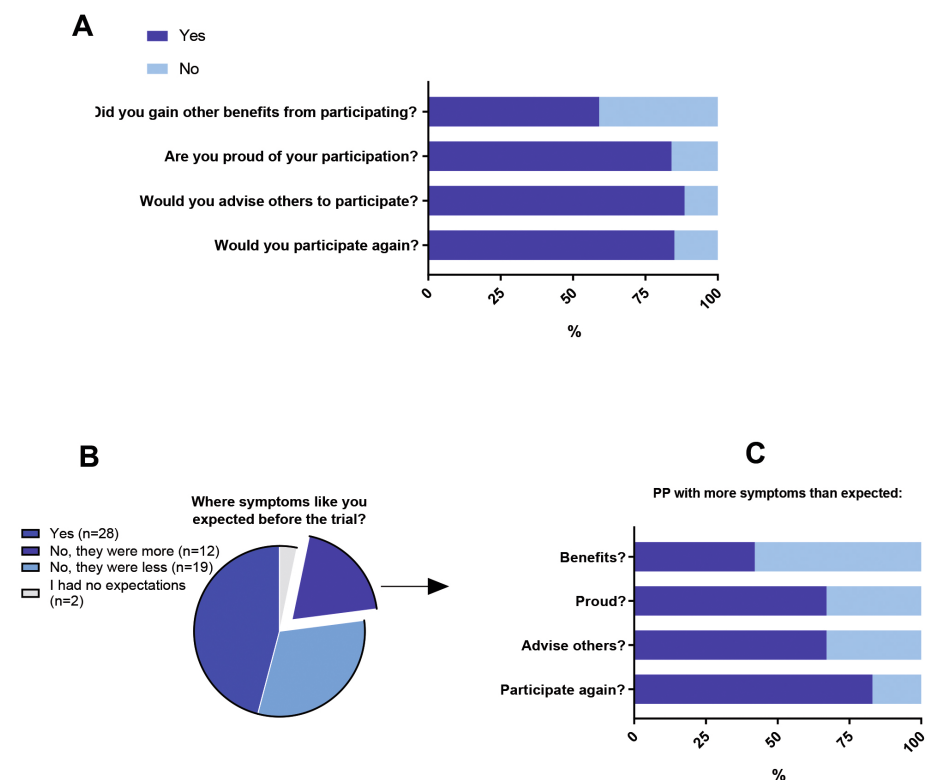 A
Yes
No
Did you gain other benefits from participating?
Are you proud of your participation?
Would you advise others to participate?
Would you participate again?
0 25 50 75 100
%
B
Where symptoms like you
expected before the trial?
Yes (n=28)
No, they were more (n=12)
No, they were less (n=19)
I had no expectations
(n=2)
C
PP with more symptoms than expected:
Benefits?
Proud?
Advise others?
Participate again?
0 25 50 75 100
%